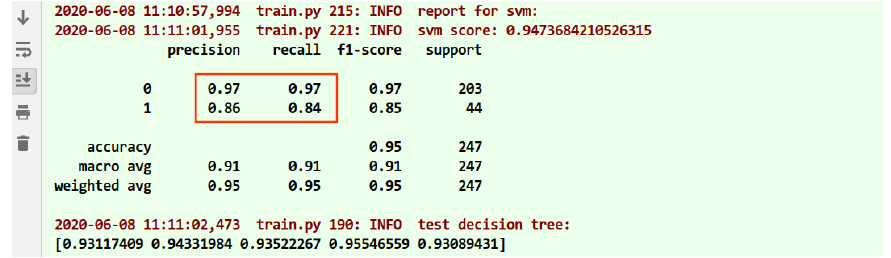 2020-06-08 11:10:57,994 train.py 215: INFO report for svm:
2020-06-08 11:11:01,955 train.py 221: INFO svm score: 0.9473684210526315
precision recall f1-score support
0 0.97 0.97 0.97 203
1 0.86 0.84 0.85 44
accuracy 0.95 247
macro avg 0.91 0.91 0.91 247
weighted avg 0.95 0.95 0.95 247
2020-06-08 11:11:02,473 train.py 190: INFO test decision tree:
[0.93117409 0.94331984 0.93522267 0.95546559 0.93089431]